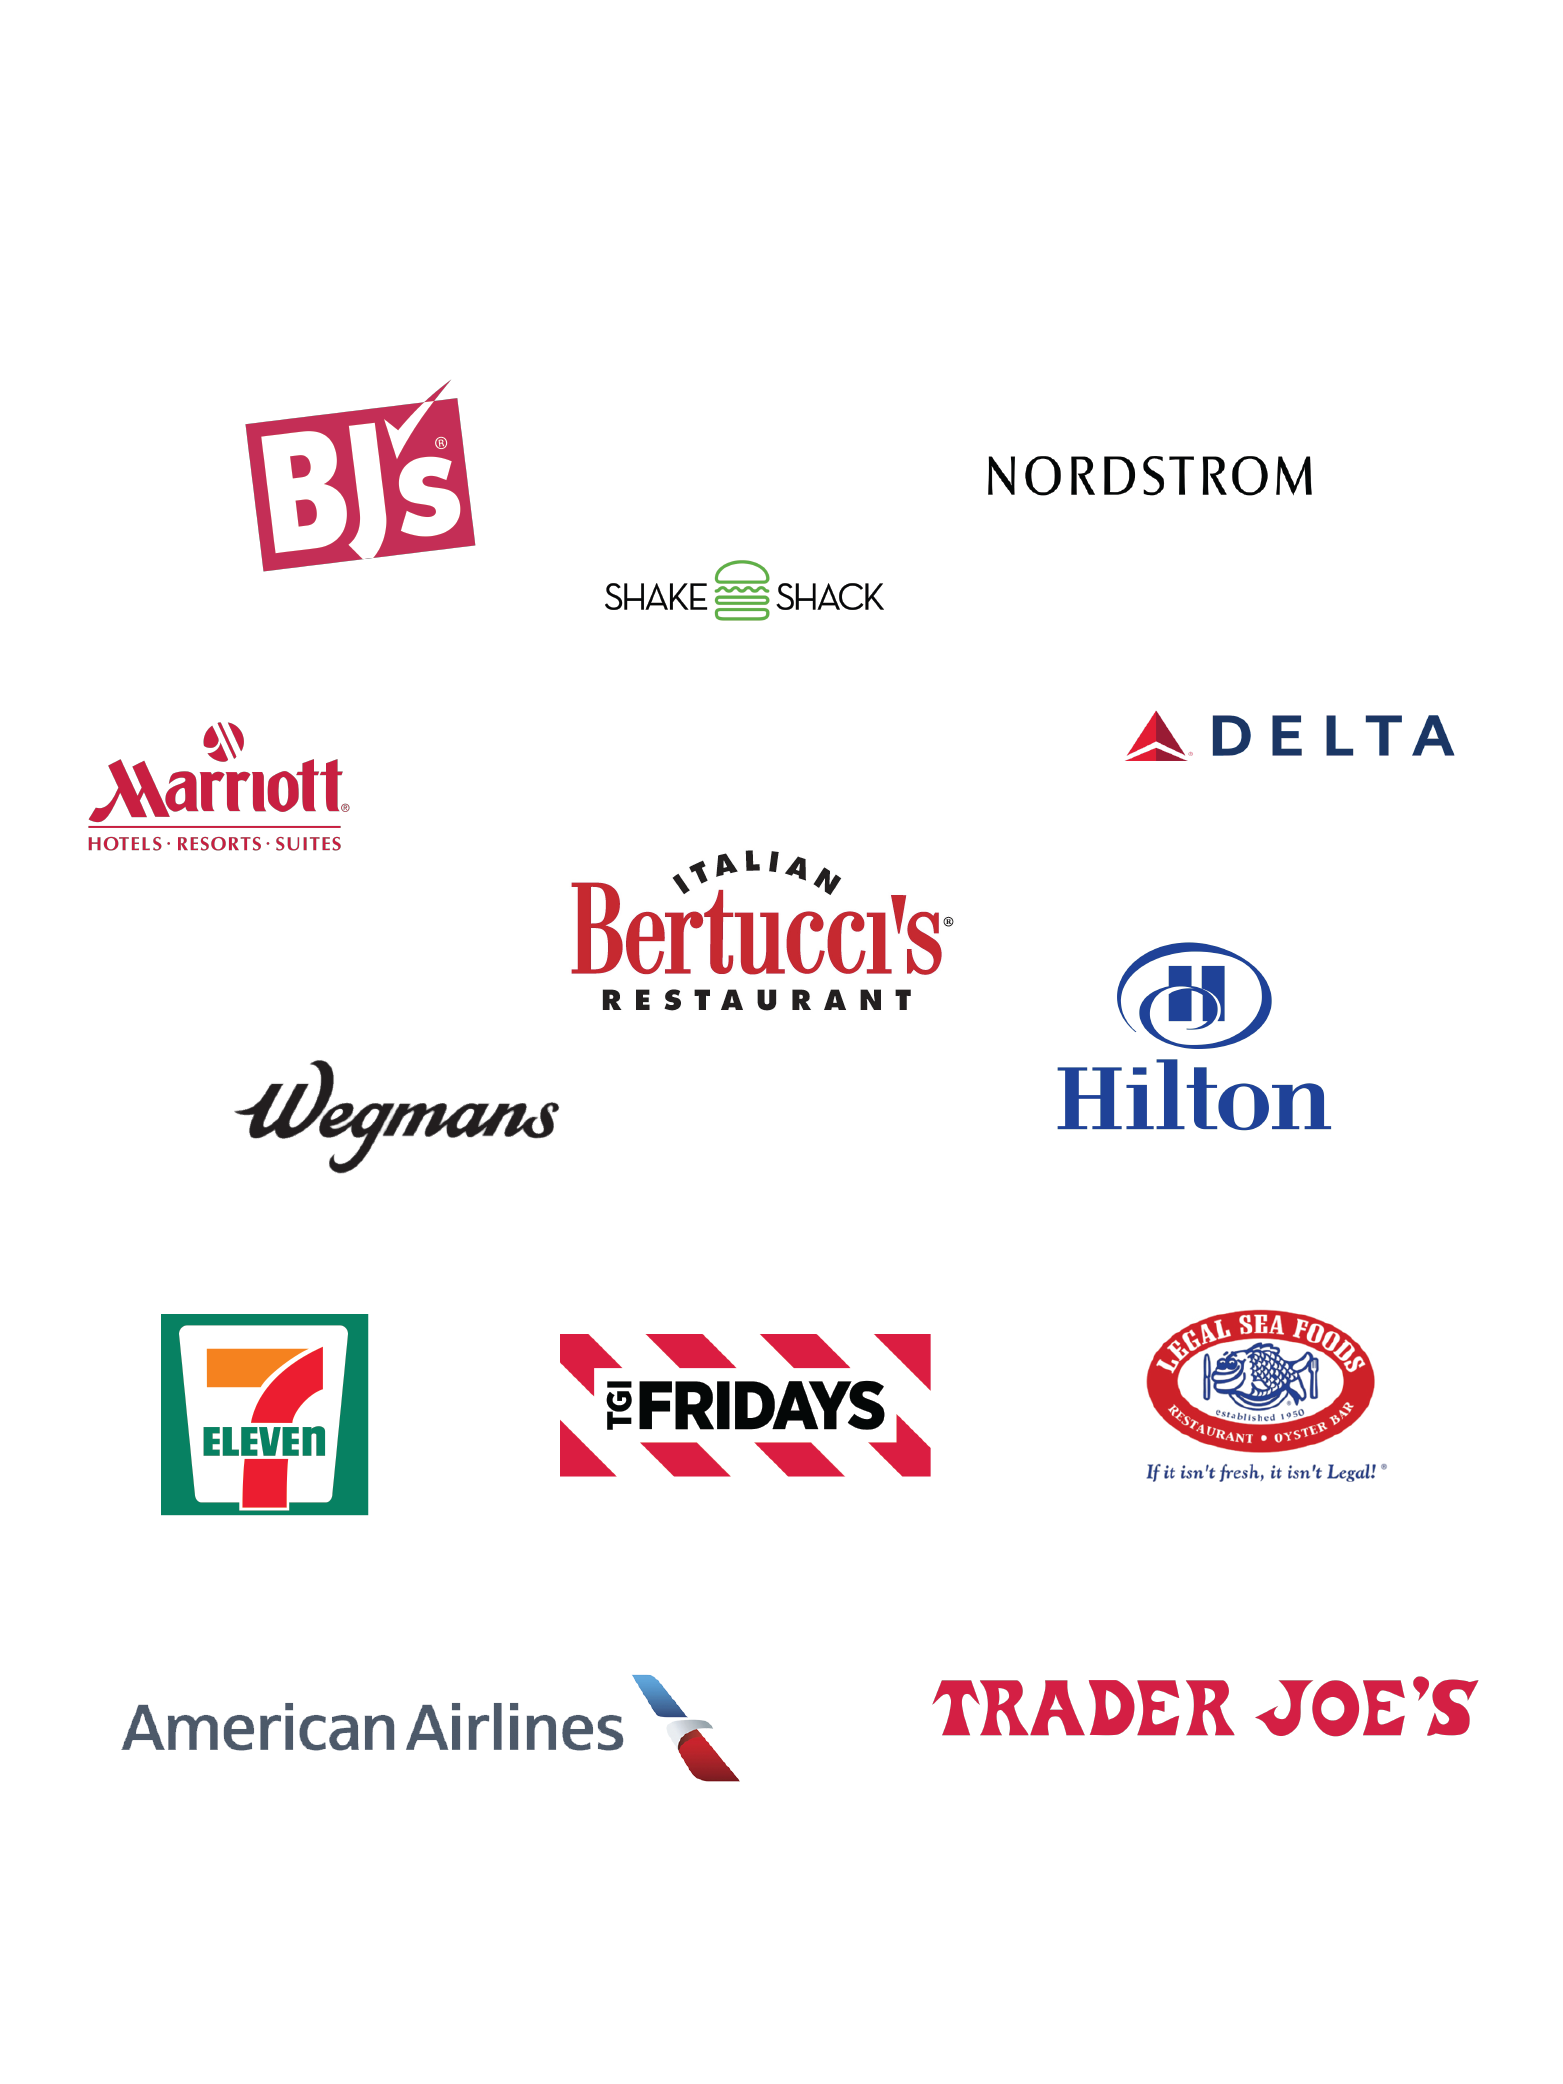 BJ's®
NORDSTROM
SHAKE SHACK
DELTA
Marriott®
HOTELS · RESORTS · SUITES
ITALIAN
Bertucci's®
RESTAURANT
H
Hilton
Wegmans
7
ELEVEn
TGI FRIDAYS
LEGAL SEA FOODS
established 1950
RESTAURANT • OYSTER BAR
If it isn't fresh, it isn't Legal!®
American Airlines
TRADER JOE'S